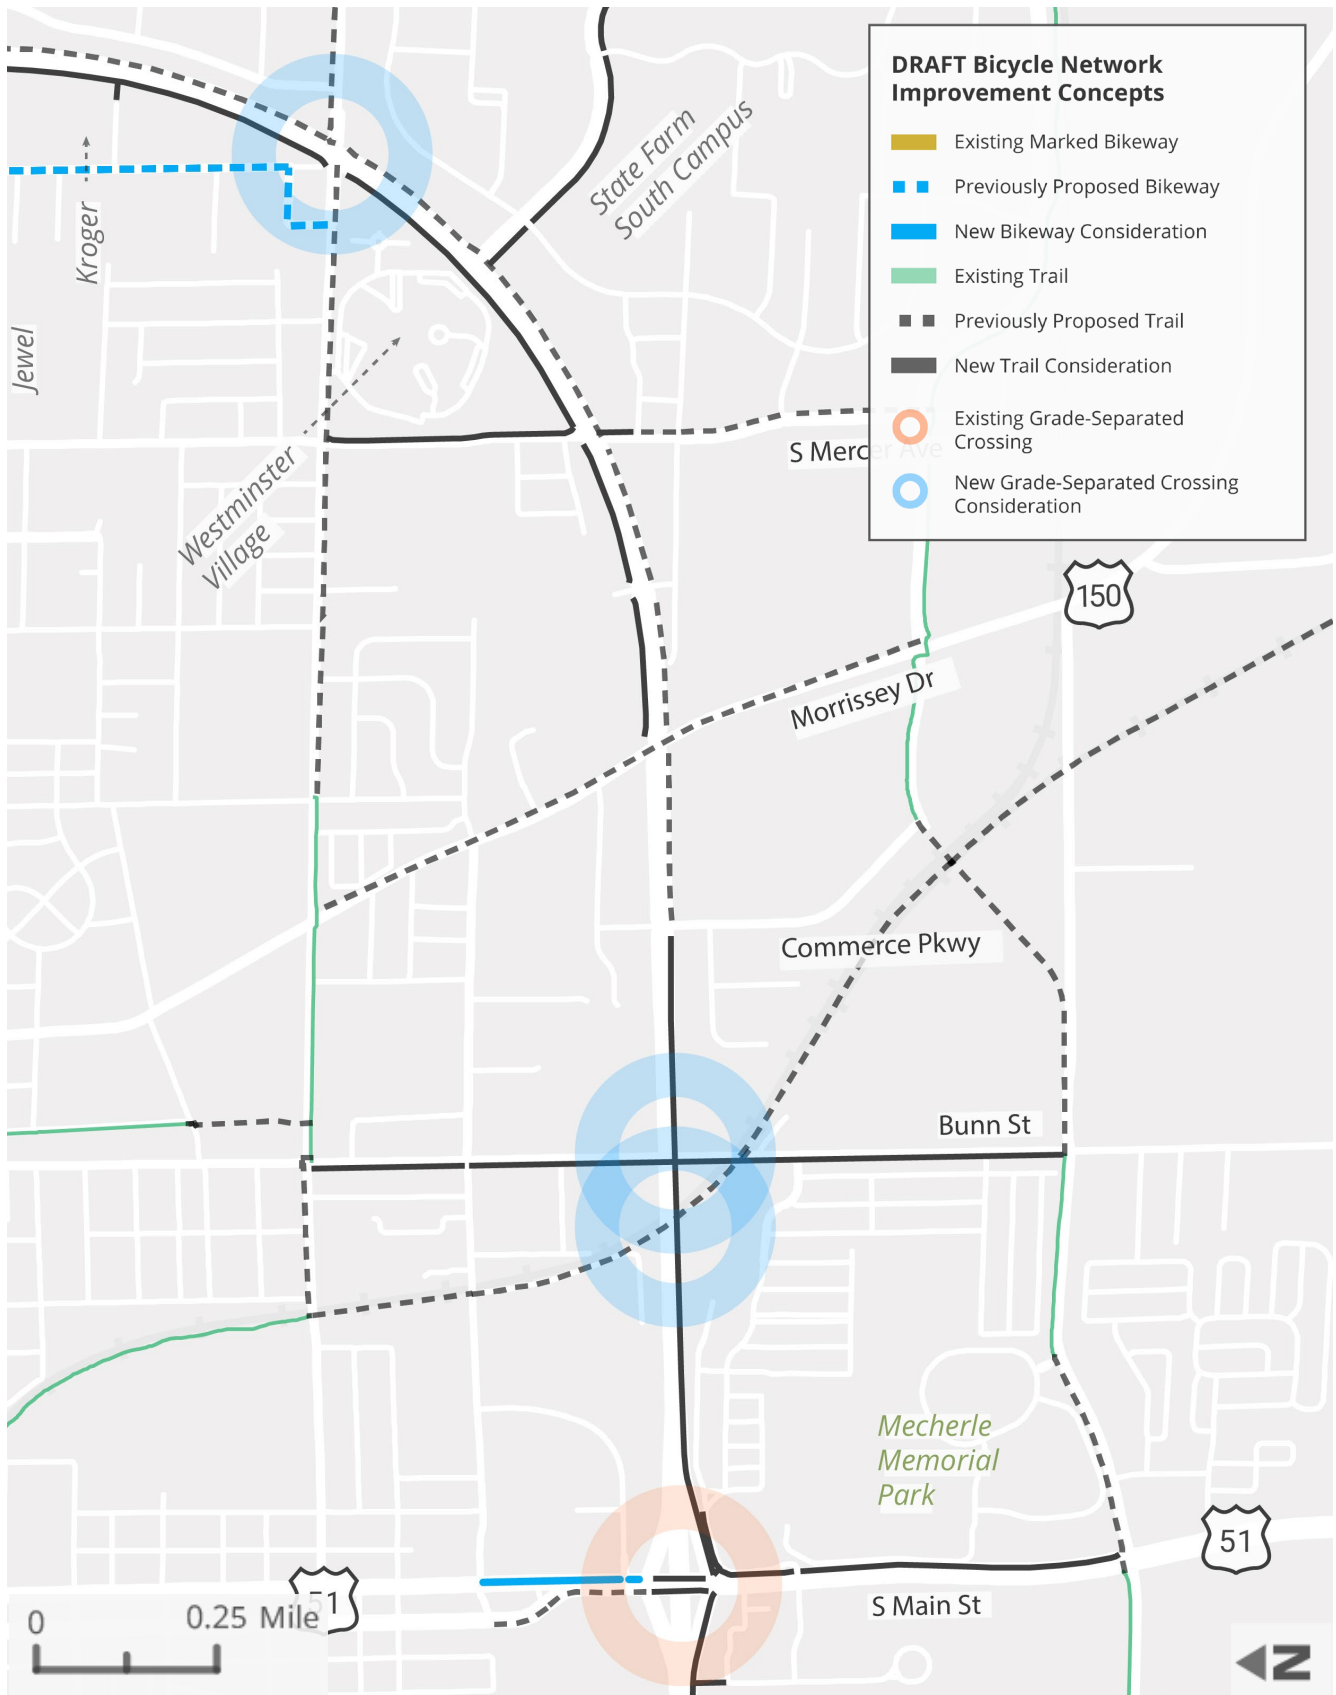 DRAFT Bicycle Network
Improvement Concepts
Existing Marked Bikeway
Previously Proposed Bikeway
New Bikeway Consideration
Existing Trail
Previously Proposed Trail
New Trail Consideration
Existing Grade-Separated
Crossing
New Grade-Separated Crossing
Consideration
State Farm
South Campus
Kroger
Jewel
S Mercer Ave
Westminster
Village
150
Morrissey Dr
Commerce Pkwy
Bunn St
Mecherle
Memorial
Park
51
51
S Main St
0 0.25 Mile
N